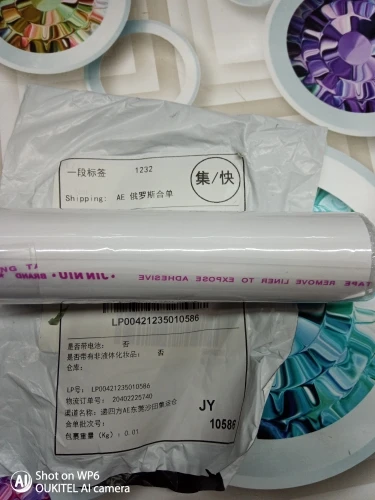 一段标签 1232
集/快
Shipping: AE 俄罗斯合单
TAPE REMOVE LINER TO EXPOSE ADHESIVE
LP00421235010586
是否带电池: 否
是否带有非液体化妆品: 否
仓库:
LP号: LP00421235010586
物流订单号: 20402225740
渠道名称: 递四方AE东莞沙田集货仓
合单批次号:
包裹重量 (Kg): 0.01
JY
10586
AI
Shot on WP6
OUKITEL AI camera